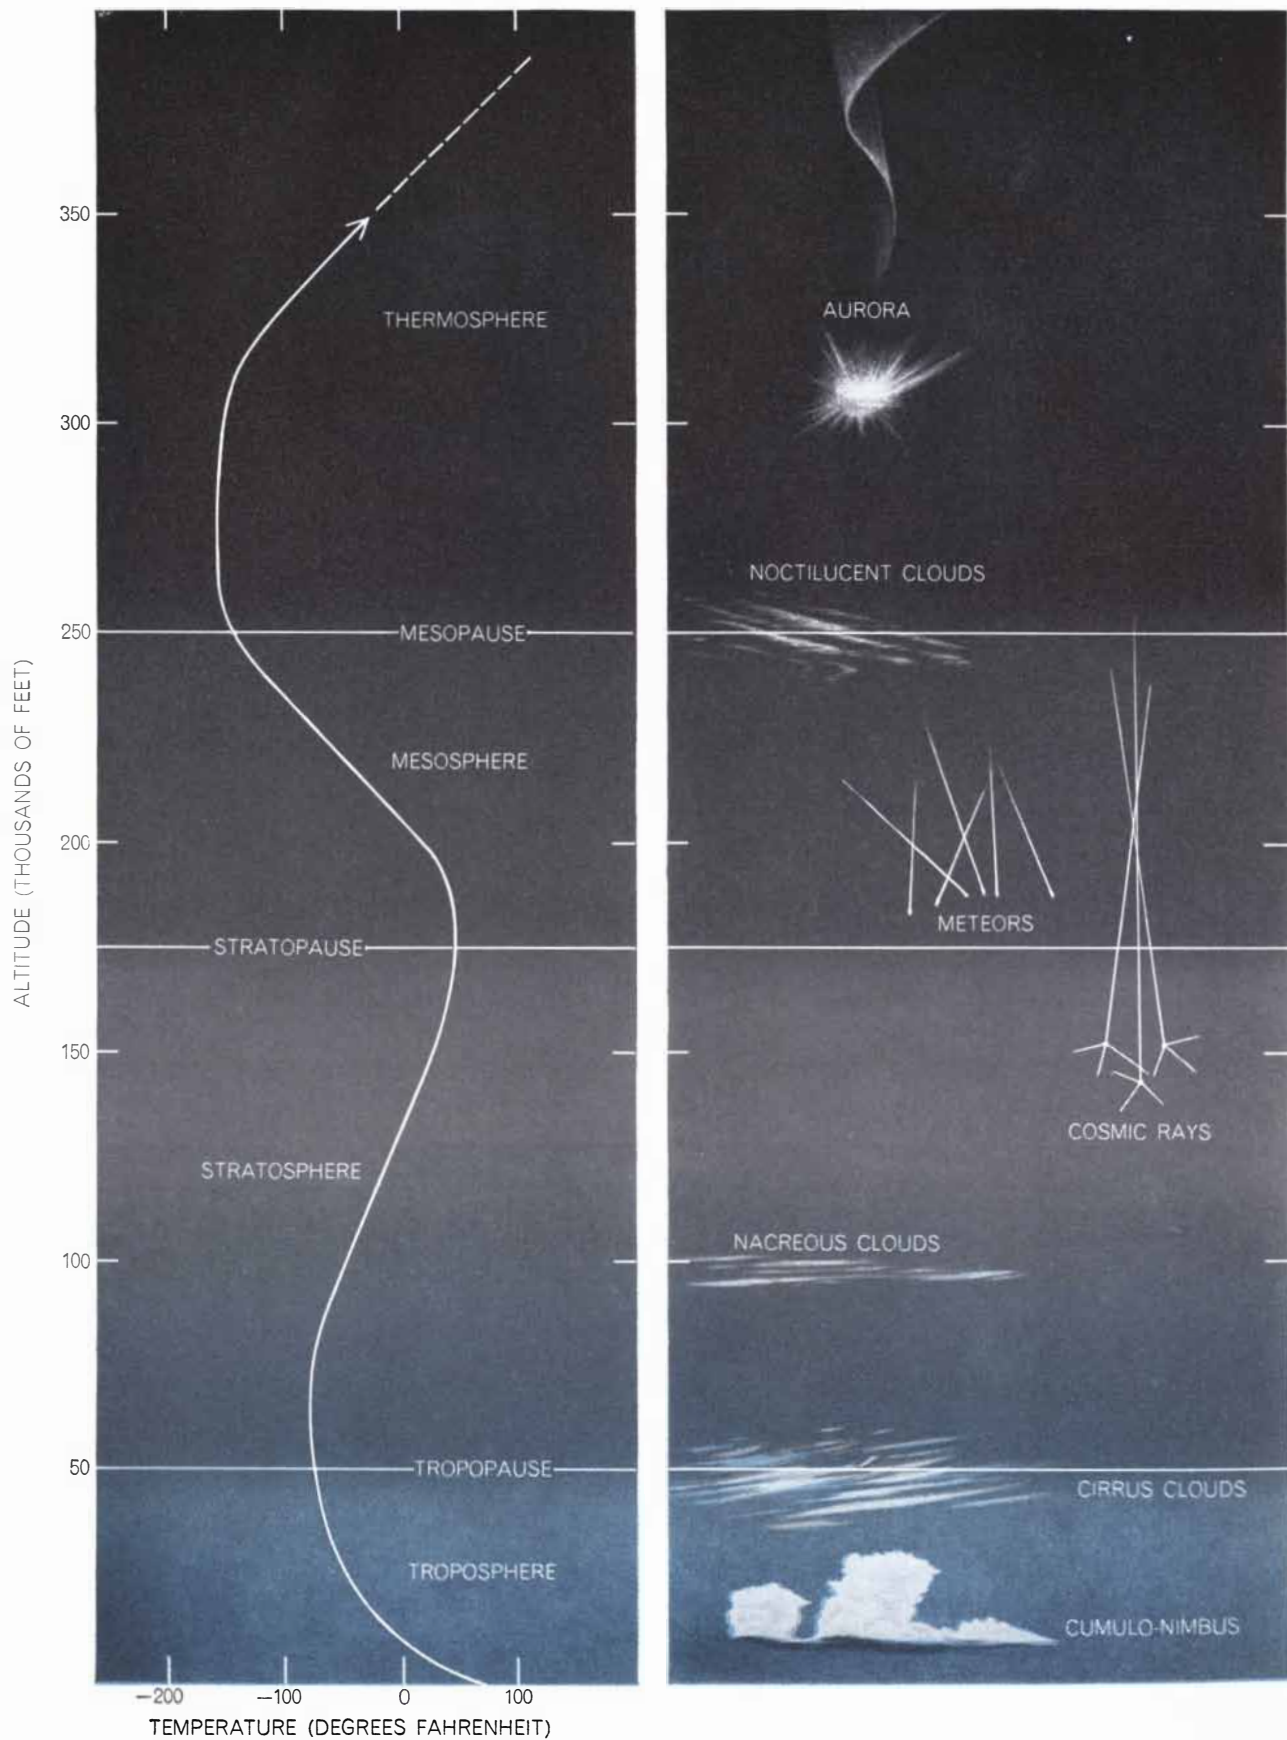 350
300
250
200
150
100
50
ALTITUDE (THOUSANDS OF FEET)
THERMOSPHERE
MESOPAUSE
MESOSPHERE
STRATOPAUSE
STRATOSPHERE
TROPOPAUSE
TROPOSPHERE
−200 −100 0 100
TEMPERATURE (DEGREES FAHRENHEIT)
AURORA
NOCTILUCENT CLOUDS
METEORS
COSMIC RAYS
NACREOUS CLOUDS
CIRRUS CLOUDS
CUMULO-NIMBUS